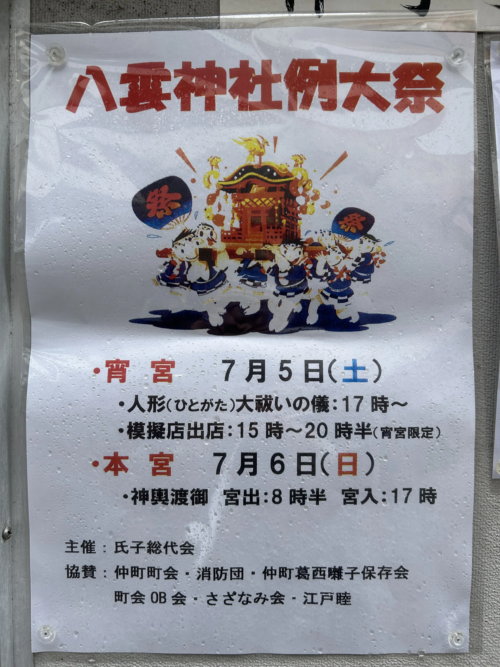 八雲神社例大祭
祭
祭
・宵宮 7月5日(土)
・人形(ひとがた)大祓いの儀:17時～
・模擬店出店:15時～20時半(宵宮限定)
・本宮 7月6日(日)
・神輿渡御 宮出:8時半 宮入:17時
主催:氏子総代会
協賛:仲町町会・消防団・仲町葛西囃子保存会
町会OB会・さざなみ会・江戸睦